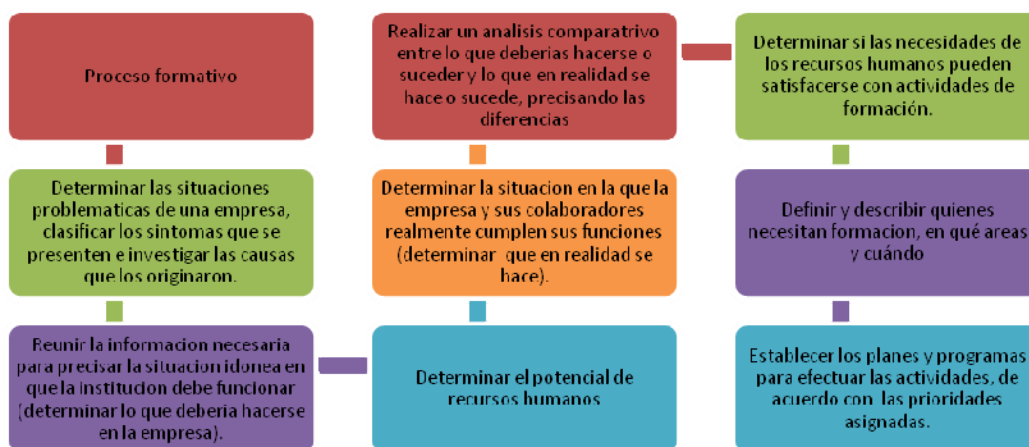 Proceso formativo
Determinar las situaciones
problematicas de una empresa,
clasificar los sintomas que se
presenten e investigar las causas
que los originaron.
Reunir la informacion necesaria
para precisar la situacion idonea en
que la institucion debe funcionar
(determinar lo que deberia hacerse
en la empresa).
Determinar el potencial de
recursos humanos
Determinar la situacion en la que la
empresa y sus colaboradores
realmente cumplen sus funciones
(determinar que en realidad se
hace).
Realizar un analisis comparatrivo
entre lo que deberias hacerse o
suceder y lo que en realidad se
hace o sucede, precisando las
diferencias
Determinar si las necesidades de
los recursos humanos pueden
satisfacerse con actividades de
formación.
Definir y describir quienes
necesitan formacion, en qué areas
y cuándo
Establecer los planes y programas
para efectuar las actividades, de
acuerdo con las prioridades
asignadas.